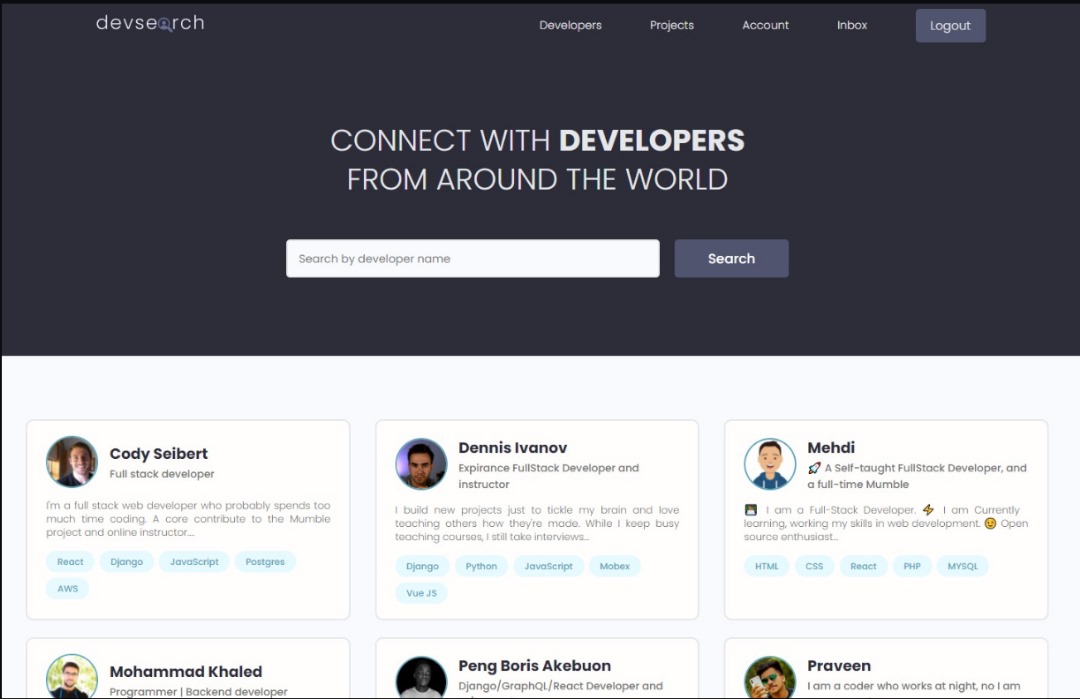 devsearch
Developers
Projects
Account
Inbox
Logout
CONNECT WITH DEVELOPERS
FROM AROUND THE WORLD
Search by developer name
Search
Cody Seibert
Full stack developer
I'm a full stack web developer who probably spends too
much time coding. A core contribute to the Mumble
project and online instructor...
React
Django
JavaScript
Postgres
AWS
Dennis Ivanov
Expirance FullStack Developer and
instructor
I build new projects just to tickle my brain and love
teaching others how they're made. While I keep busy
teaching courses, I still take interviews...
Django
Python
JavaScript
Mobex
Vue JS
Mehdi
🚀 A Self-taught FullStack Developer, and
a full-time Mumble
👨‍💻 I am a Full-Stack Developer. ⚡ I am Currently
learning, working my skills in web development. 😉 Open
source enthusiast...
HTML
CSS
React
PHP
MYSQL
Mohammad Khaled
Programmer | Backend developer
Peng Boris Akebuon
Django/GraphQL/React Developer and
Praveen
I am a coder who works at night, no I am